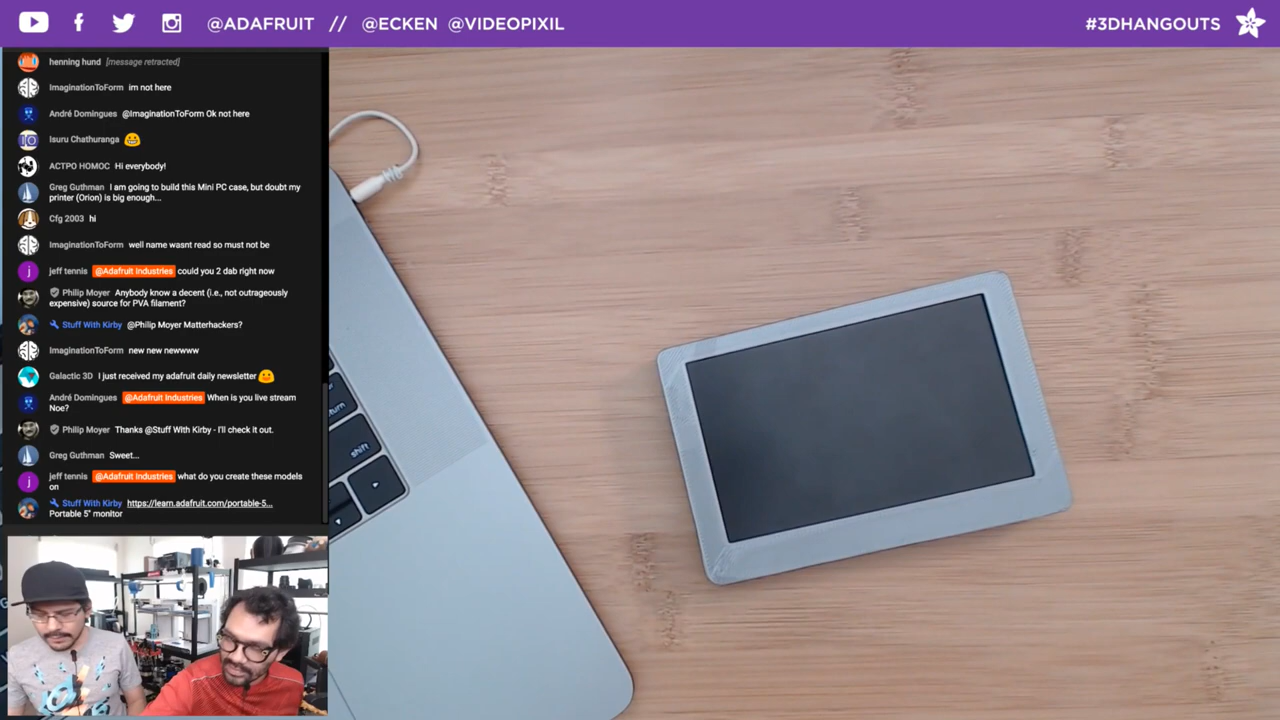 @ADAFRUIT // @ECKEN @VIDEOPIXIL
#3DHANGOUTS
henning hund [message retracted]
ImaginationToForm im not here
André Domingues @ImaginationToForm Ok not here
Isuru Chathuranga
ACTPO HOMOC Hi everybody!
Greg Guthman I am going to build this Mini PC case, but doubt my
printer (Orion) is big enough...
Cfg 2003 hi
ImaginationToForm well name wasnt read so must not be
jeff tennis @Adafruit Industries could you 2 dab right now
Philip Moyer Anybody know a decent (i.e., not outrageously
expensive) source for PVA filament?
Stuff With Kirby @Philip Moyer Matterhackers?
ImaginationToForm new new newwww
Galactic 3D I just received my adafruit daily newsletter
André Domingues @Adafruit Industries When is you live stream
Noe?
Philip Moyer Thanks @Stuff With Kirby - I'll check it out.
Greg Guthman Sweet...
jeff tennis @Adafruit Industries what do you create these models
on
Stuff With Kirby https://learn.adafruit.com/portable-5...
Portable 5" monitor
return
shift